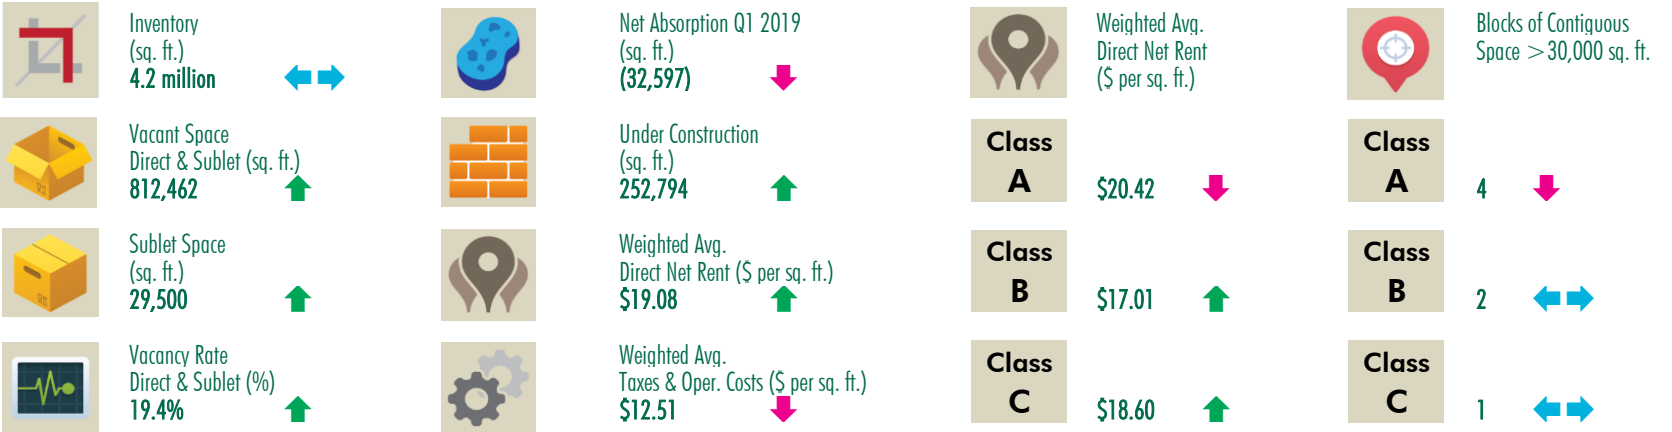 Inventory
(sq. ft.)
4.2 million
Vacant Space
Direct & Sublet (sq. ft.)
812,462
Sublet Space
(sq. ft.)
29,500
Vacancy Rate
Direct & Sublet (%)
19.4%
Net Absorption Q1 2019
(sq. ft.)
(32,597)
Under Construction
(sq. ft.)
252,794
Weighted Avg.
Direct Net Rent ($ per sq. ft.)
$19.08
Weighted Avg.
Taxes & Oper. Costs ($ per sq. ft.)
$12.51
Weighted Avg.
Direct Net Rent
($ per sq. ft.)
Class
A
$20.42
Class
B
$17.01
Class
C
$18.60
Blocks of Contiguous
Space >30,000 sq. ft.
Class
A
4
Class
B
2
Class
C
1